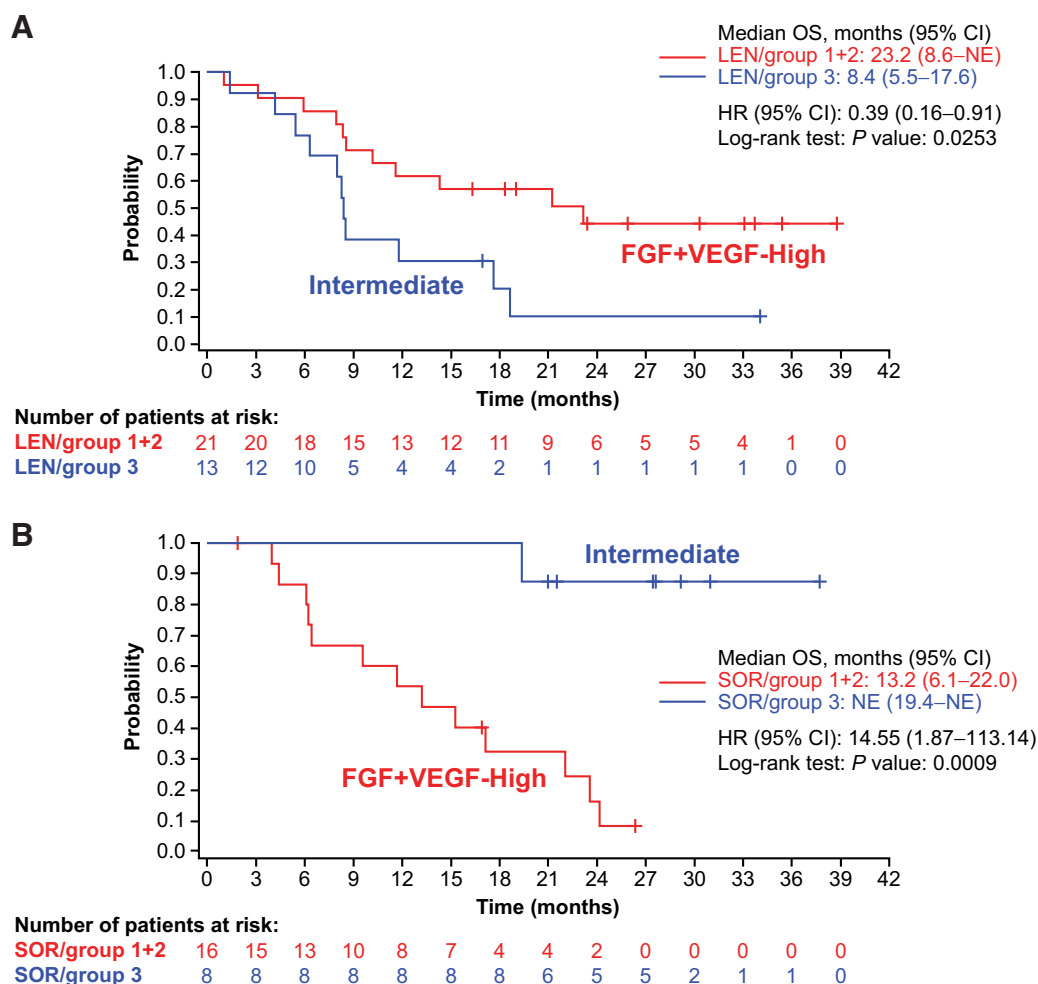 A
Median OS, months (95% CI)
LEN/group 1+2: 23.2 (8.6–NE)
LEN/group 3: 8.4 (5.5–17.6)
HR (95% CI): 0.39 (0.16–0.91)
Log-rank test: P value: 0.0253
Probability
1.0
0.9
0.8
0.7
0.6
0.5
0.4
0.3
0.2
0.1
0.0
FGF+VEGF-High
Intermediate
0 3 6 9 12 15 18 21 24 27 30 33 36 39 42
Time (months)
Number of patients at risk:
LEN/group 1+2 21 20 18 15 13 12 11 9 6 5 5 4 1 0
LEN/group 3 13 12 10 5 4 4 2 1 1 1 1 1 0 0
B
Probability
1.0
0.9
0.8
0.7
0.6
0.5
0.4
0.3
0.2
0.1
0.0
Intermediate
Median OS, months (95% CI)
SOR/group 1+2: 13.2 (6.1–22.0)
SOR/group 3: NE (19.4–NE)
HR (95% CI): 14.55 (1.87–113.14)
Log-rank test: P value: 0.0009
FGF+VEGF-High
0 3 6 9 12 15 18 21 24 27 30 33 36 39 42
Time (months)
Number of patients at risk:
SOR/group 1+2 16 15 13 10 8 7 4 4 2 0 0 0 0 0
SOR/group 3 8 8 8 8 8 8 8 6 5 5 2 1 1 0